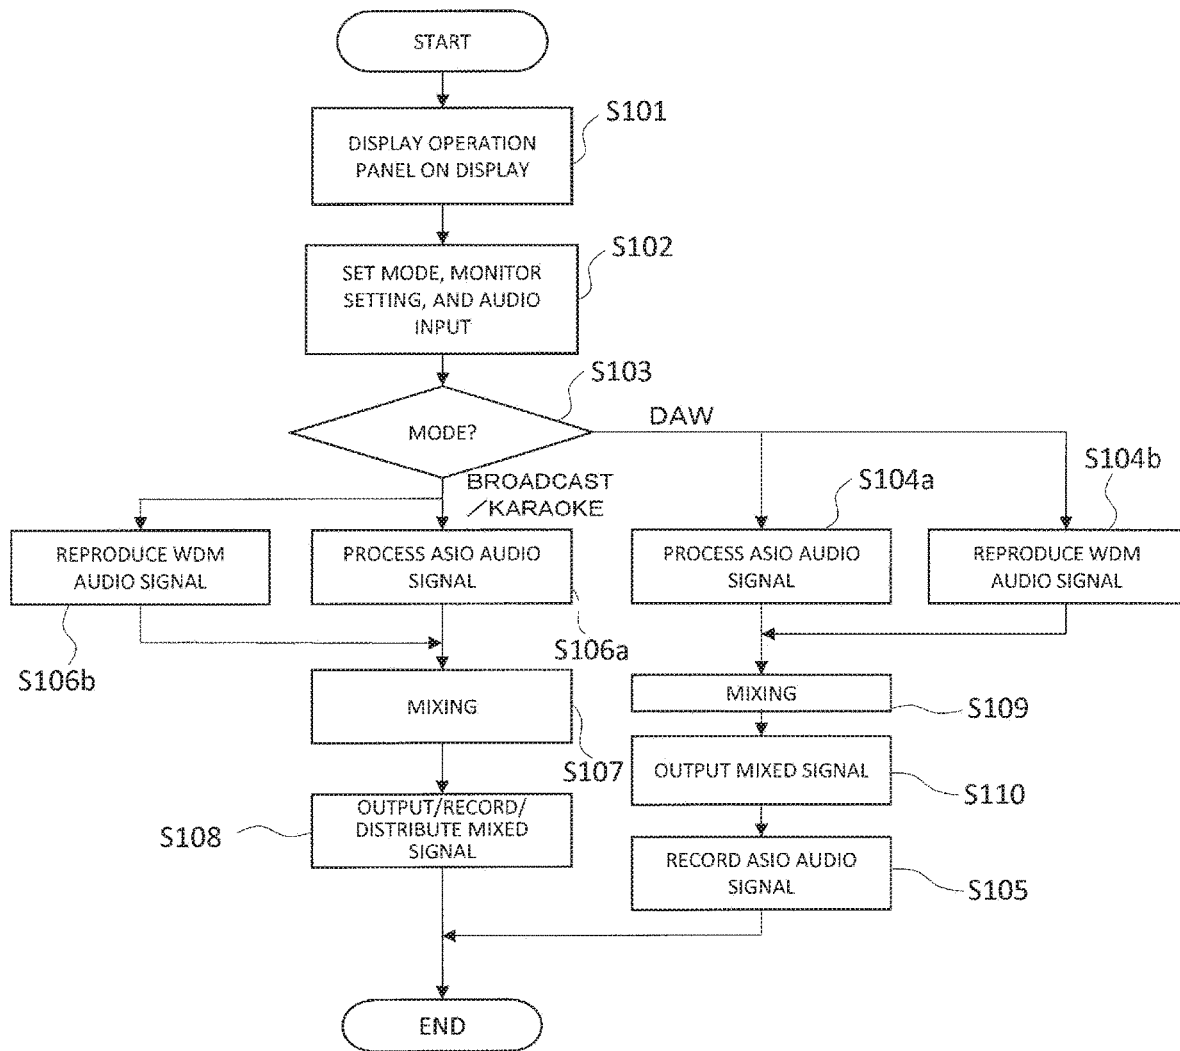 START
S101
DISPLAY OPERATION
PANEL ON DISPLAY
S102
SET MODE, MONITOR
SETTING, AND AUDIO
INPUT
S103
MODE?
DAW
BROADCAST
/KARAOKE
S104a
S104b
REPRODUCE WDM
AUDIO SIGNAL
PROCESS ASIO AUDIO
SIGNAL
PROCESS ASIO AUDIO
SIGNAL
REPRODUCE WDM
AUDIO SIGNAL
S106b
S106a
MIXING
S107
MIXING
S109
OUTPUT MIXED SIGNAL
S110
S108
OUTPUT/RECORD/
DISTRIBUTE MIXED
SIGNAL
RECORD ASIO AUDIO
SIGNAL
S105
END